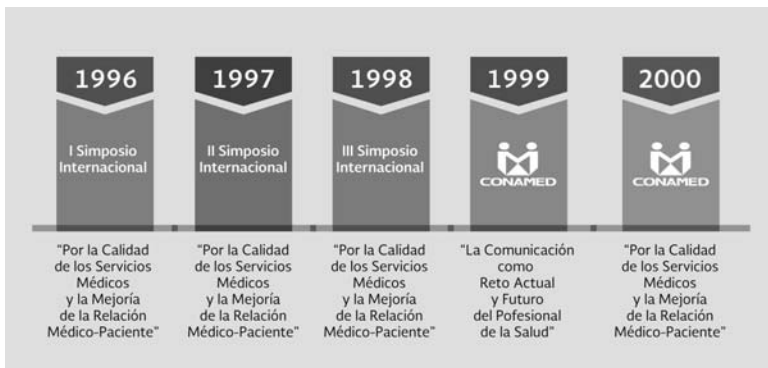 1996
I Simposio
Internacional
"Por la Calidad
de los Servicios
Médicos
y la Mejoría
de la Relación
Médico-Paciente"
1997
II Simposio
Internacional
"Por la Calidad
de los Servicios
Médicos
y la Mejoría
de la Relación
Médico-Paciente"
1998
III Simposio
Internacional
"Por la Calidad
de los Servicios
Médicos
y la Mejoría
de la Relación
Médico-Paciente"
1999
CONAMED
"La Comunicación
como
Reto Actual
y Futuro
del Pofesional
de la Salud"
2000
CONAMED
"Por la Calidad
de los Servicios
Médicos
y la Mejoría
de la Relación
Médico-Paciente"